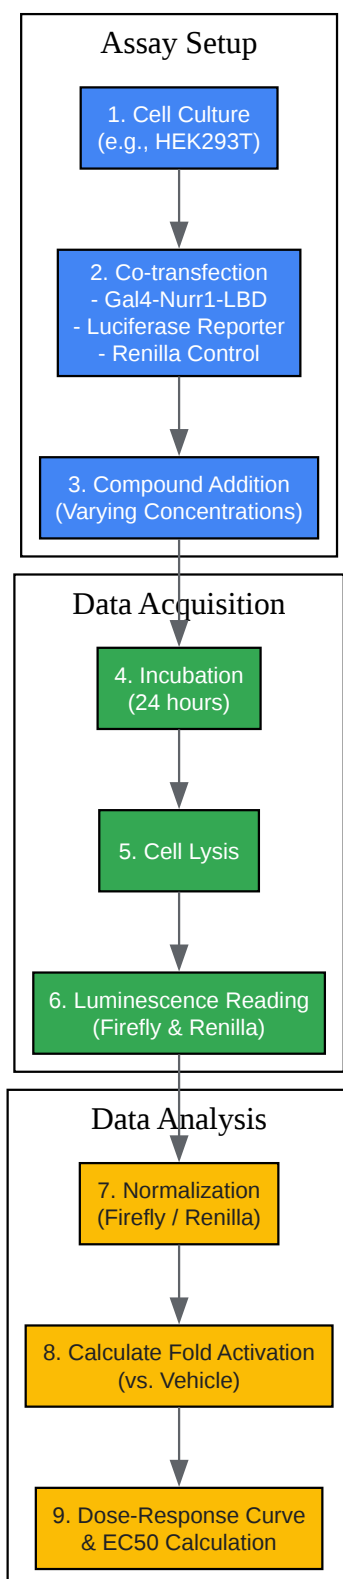 Assay Setup
1. Cell Culture
(e.g., HEK293T)
2. Co-transfection
- Gal4-Nurr1-LBD
- Luciferase Reporter
- Renilla Control
3. Compound Addition
(Varying Concentrations)
Data Acquisition
4. Incubation
(24 hours)
5. Cell Lysis
6. Luminescence Reading
(Firefly & Renilla)
Data Analysis
7. Normalization
(Firefly / Renilla)
8. Calculate Fold Activation
(vs. Vehicle)
9. Dose-Response Curve
& EC50 Calculation